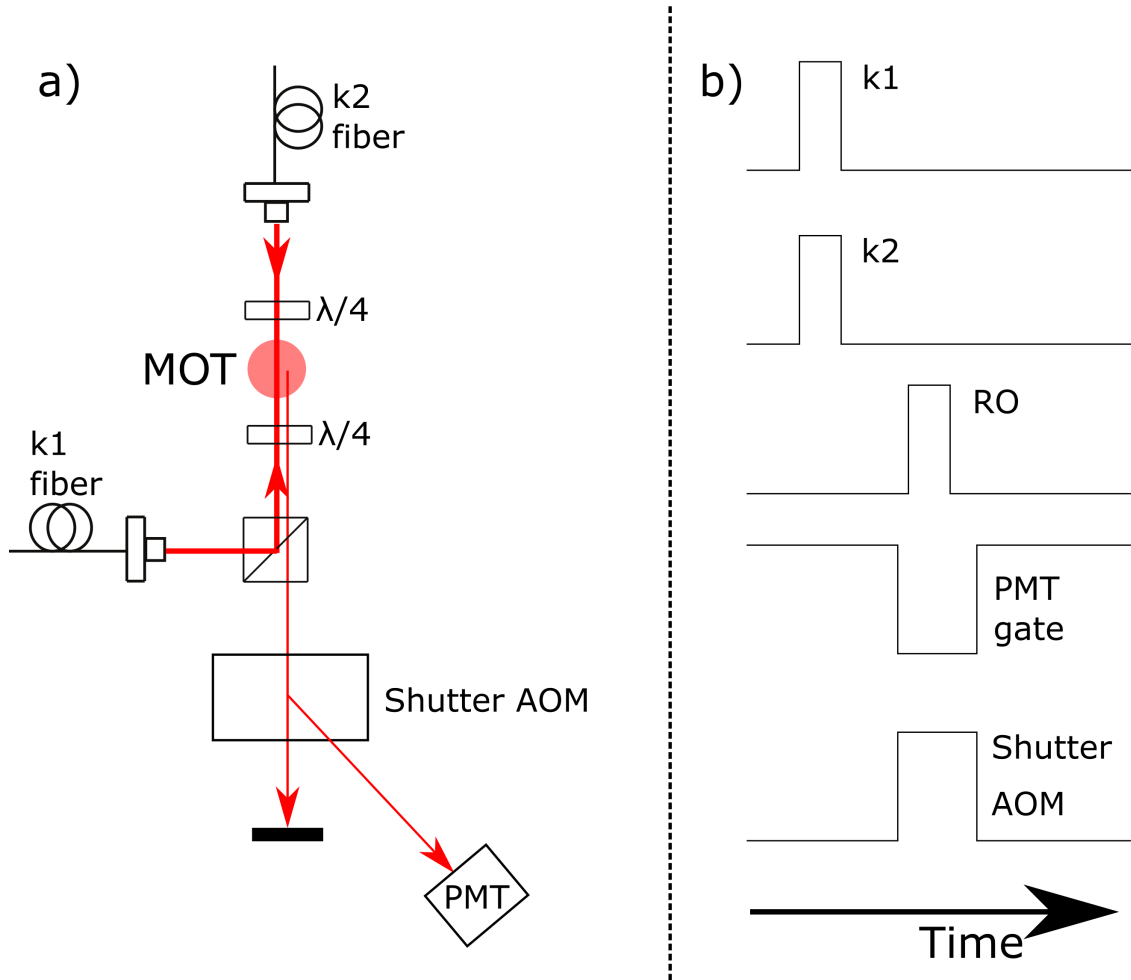 a)
k2
fiber
λ/4
MOT
λ/4
k1
fiber
Shutter AOM
PMT
b)
k1
k2
RO
PMT
gate
Shutter
AOM
Time